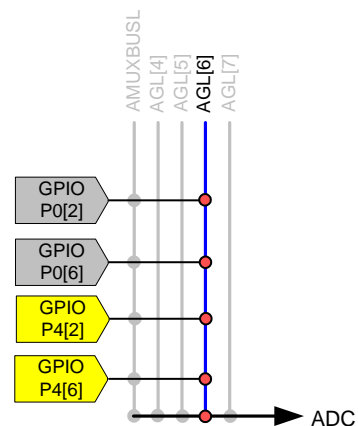 AMUXBUSL
AGL[4]
AGL[5]
AGL[6]
AGL[7]
GPIO
P0[2]
GPIO
P0[6]
GPIO
P4[2]
GPIO
P4[6]
ADC